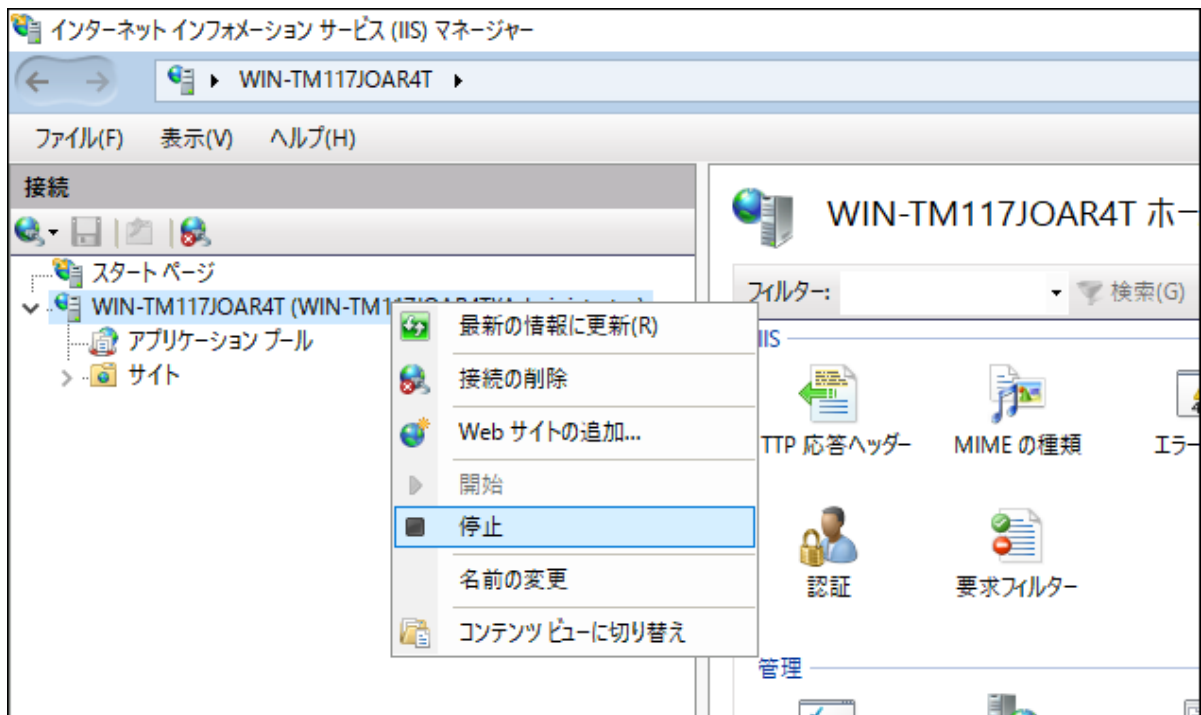 インターネット インフォメーション サービス (IIS) マネージャー
WIN-TM117JOAR4T
ファイル(F) 表示(V) ヘルプ(H)
接続
スタート ページ
WIN-TM117JOAR4T (WIN-TM1
アプリケーション プール
サイト
最新の情報に更新(R)
接続の削除
Web サイトの追加...
開始
停止
名前の変更
コンテンツ ビューに切り替え
WIN-TM117JOAR4T ホー
フィルター: 検索(G)
IIS
TTP 応答ヘッダー MIME の種類 エラー
認証 要求フィルター
管理